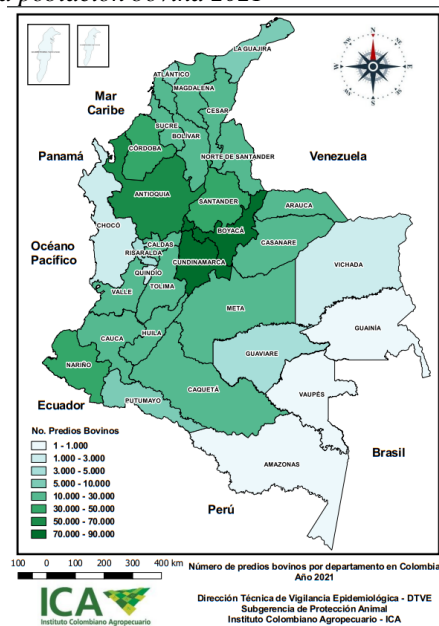 a población bovina 2021
LA GUAJIRA
ATLÁNTICO
MAGDALENA
Mar
Caribe
CESAR
SUCRE
BOLÍVAR
CÓRDOBA
NORTE DE SANTANDER
Panamá
Venezuela
ANTIOQUIA
SANTANDER
ARAUCA
CHOCÓ
BOYACÁ
Océano
Pacífico
CALDAS
CASANARE
RISARALDA
CUNDINAMARCA
VICHADA
QUINDÍO
TOLIMA
VALLE
META
GUAINÍA
CAUCA
HUILA
GUAVIARE
NARIÑO
CAQUETÁ
VAUPÉS
Ecuador
PUTUMAYO
No. Predios Bovinos
1 - 1.000
1.000 - 3.000
3.000 - 5.000
5.000 - 10.000
10.000 - 30.000
30.000 - 50.000
50.000 - 70.000
70.000 - 90.000
Brasil
AMAZONAS
Perú
100 0 100 200 300 400 km
Número de predios bovinos por departamento en Colombia
Año 2021
ICA
Instituto Colombiano Agropecuario
Dirección Técnica de Vigilancia Epidemiológica - DTVE
Subgerencia de Protección Animal
Instituto Colombiano Agropecuario - ICA